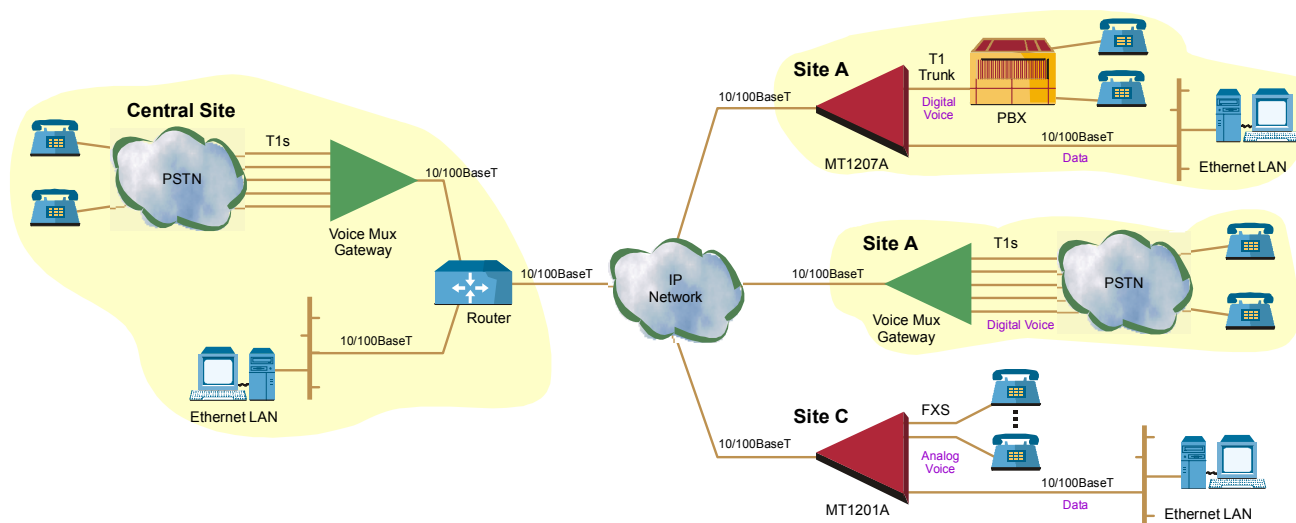 Central Site
PSTN
T1s
10/100BaseT
Voice Mux
Gateway
Router
10/100BaseT
10/100BaseT
Ethernet LAN
IP
Network
10/100BaseT
Site A
T1
Trunk
Digital
Voice
PBX
MT1207A
10/100BaseT
Data
Ethernet LAN
10/100BaseT
Site A
T1s
PSTN
Voice Mux
Gateway
Digital Voice
10/100BaseT
Site C
FXS
Analog
Voice
MT1201A
10/100BaseT
Data
Ethernet LAN